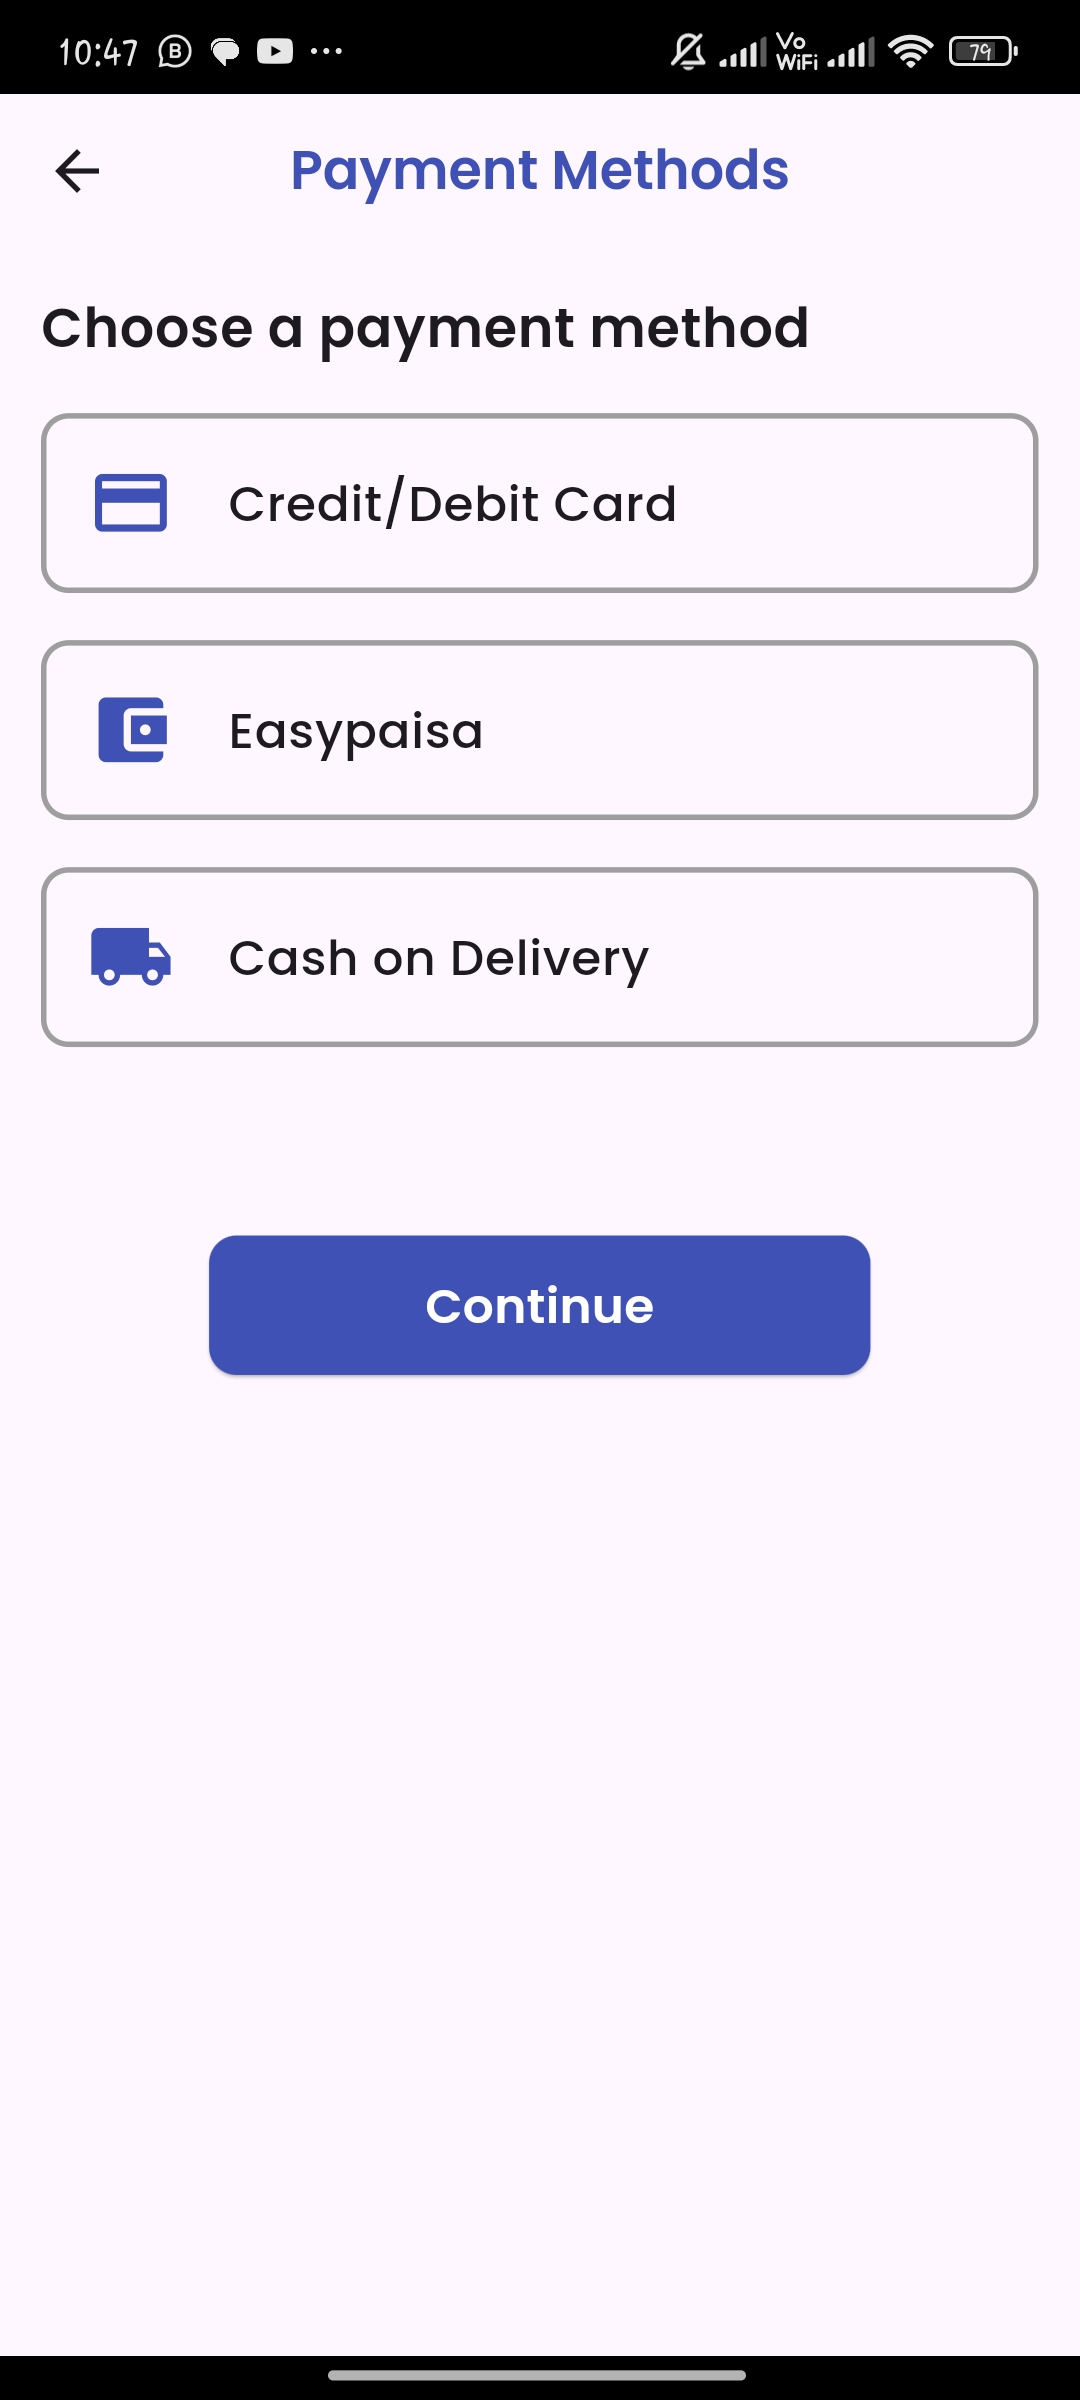 10:47
Vo
WiFi
79
Payment Methods
Choose a payment method
Credit/Debit Card
Easypaisa
Cash on Delivery
Continue